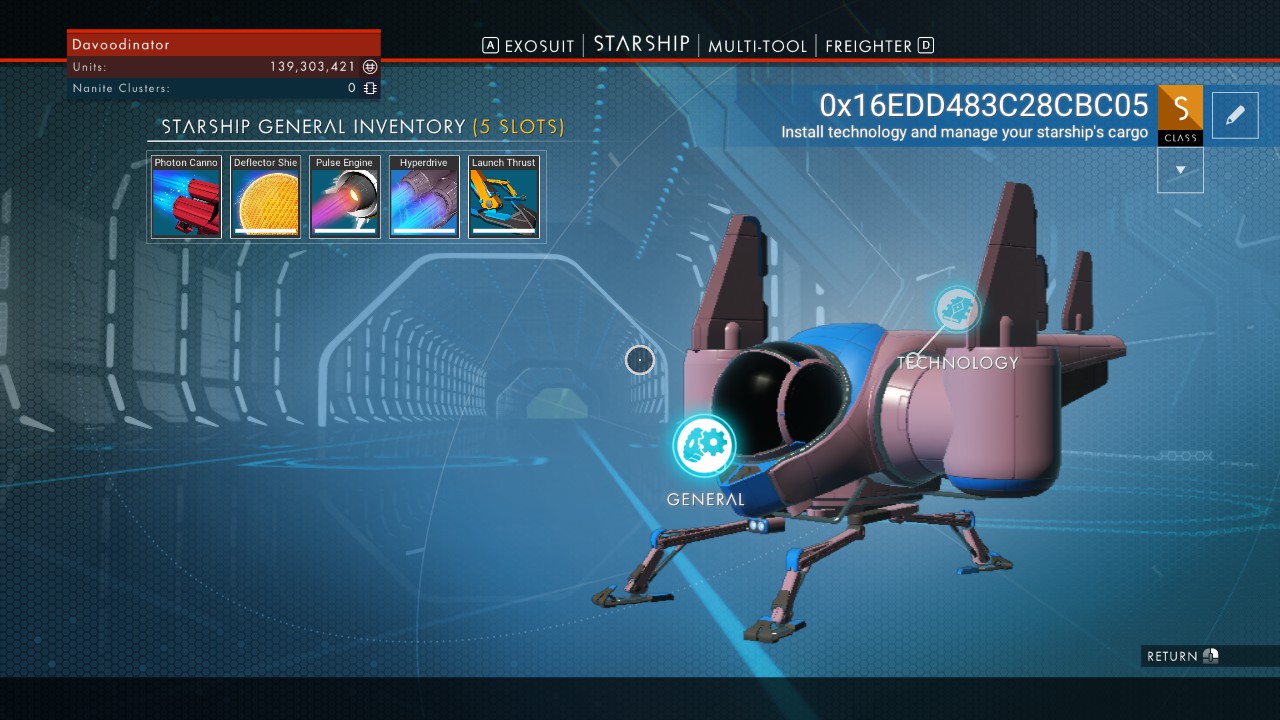 Davoodinator
Units: 139,303,421
Nanite Clusters: 0
A EXOSUIT STARSHIP MULTI-TOOL FREIGHTER D
0x16EDD483C28CBC05
Install technology and manage your starship's cargo
S
CLASS
STARSHIP GENERAL INVENTORY (5 SLOTS)
Photon Canno Deflector Shie Pulse Engine Hyperdrive Launch Thrust
TECHNOLOGY
GENERAL
RETURN